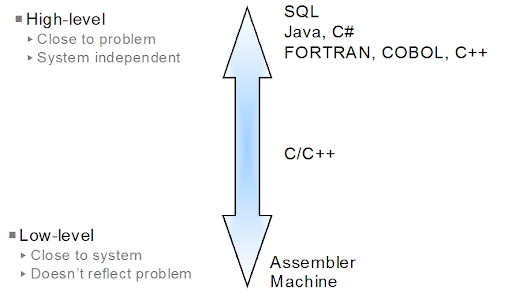 High-level
Close to problem
System independent
SQL
Java, C#
FORTRAN, COBOL, C++
C/C++
Low-level
Close to system
Doesn't reflect problem
Assembler
Machine